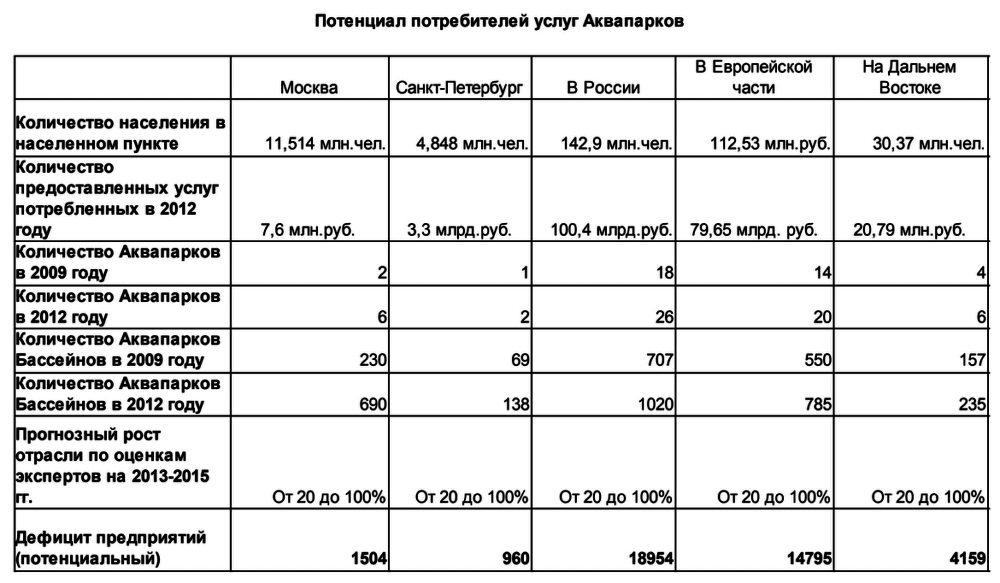 Потенциал потребителей услуг Аквапарков
Москва Санкт-Петербург В России В Европейской части На Дальнем Востоке
Количество населения в населенном пункте 11,514 млн.чел. 4,848 млн.чел. 142,9 млн.чел. 112,53 млн.руб. 30,37 млн.чел.
Количество предоставленных услуг потребленных в 2012 году 7,6 млн.руб. 3,3 млрд.руб. 100,4 млрд.руб. 79,65 млрд. руб. 20,79 млн.руб.
Количество Аквапарков в 2009 году 2 1 18 14 4
Количество Аквапарков в 2012 году 6 2 26 20 6
Количество Аквапарков Бассейнов в 2009 году 230 69 707 550 157
Количество Аквапарков Бассейнов в 2012 году 690 138 1020 785 235
Прогнозный рост отрасли по оценкам экспертов на 2013-2015 гг. От 20 до 100% От 20 до 100% От 20 до 100% От 20 до 100% От 20 до 100%
Дефицит предприятий (потенциальный) 1504 960 18954 14795 4159